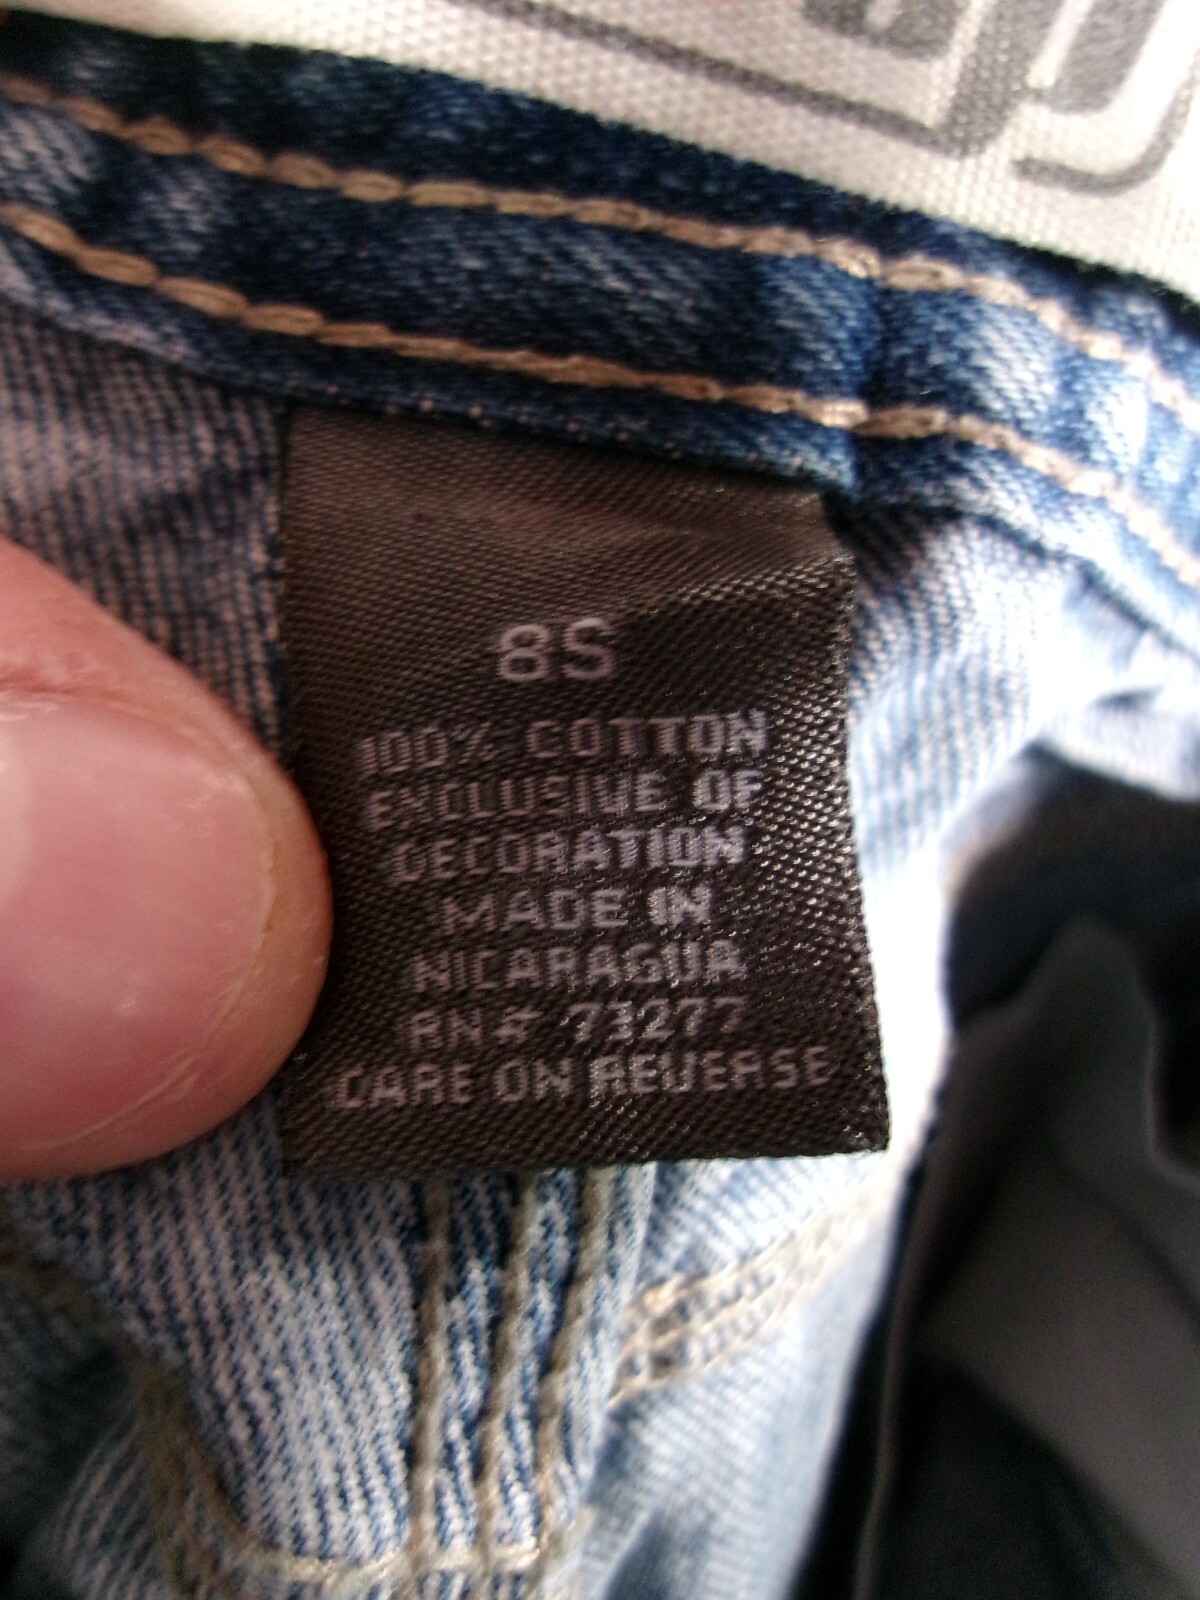 8S
100% COTTON
EXCLUSIVE OF
DECORATION
MADE IN
NICARAGUA
RN# 73277
CARE ON REVERSE